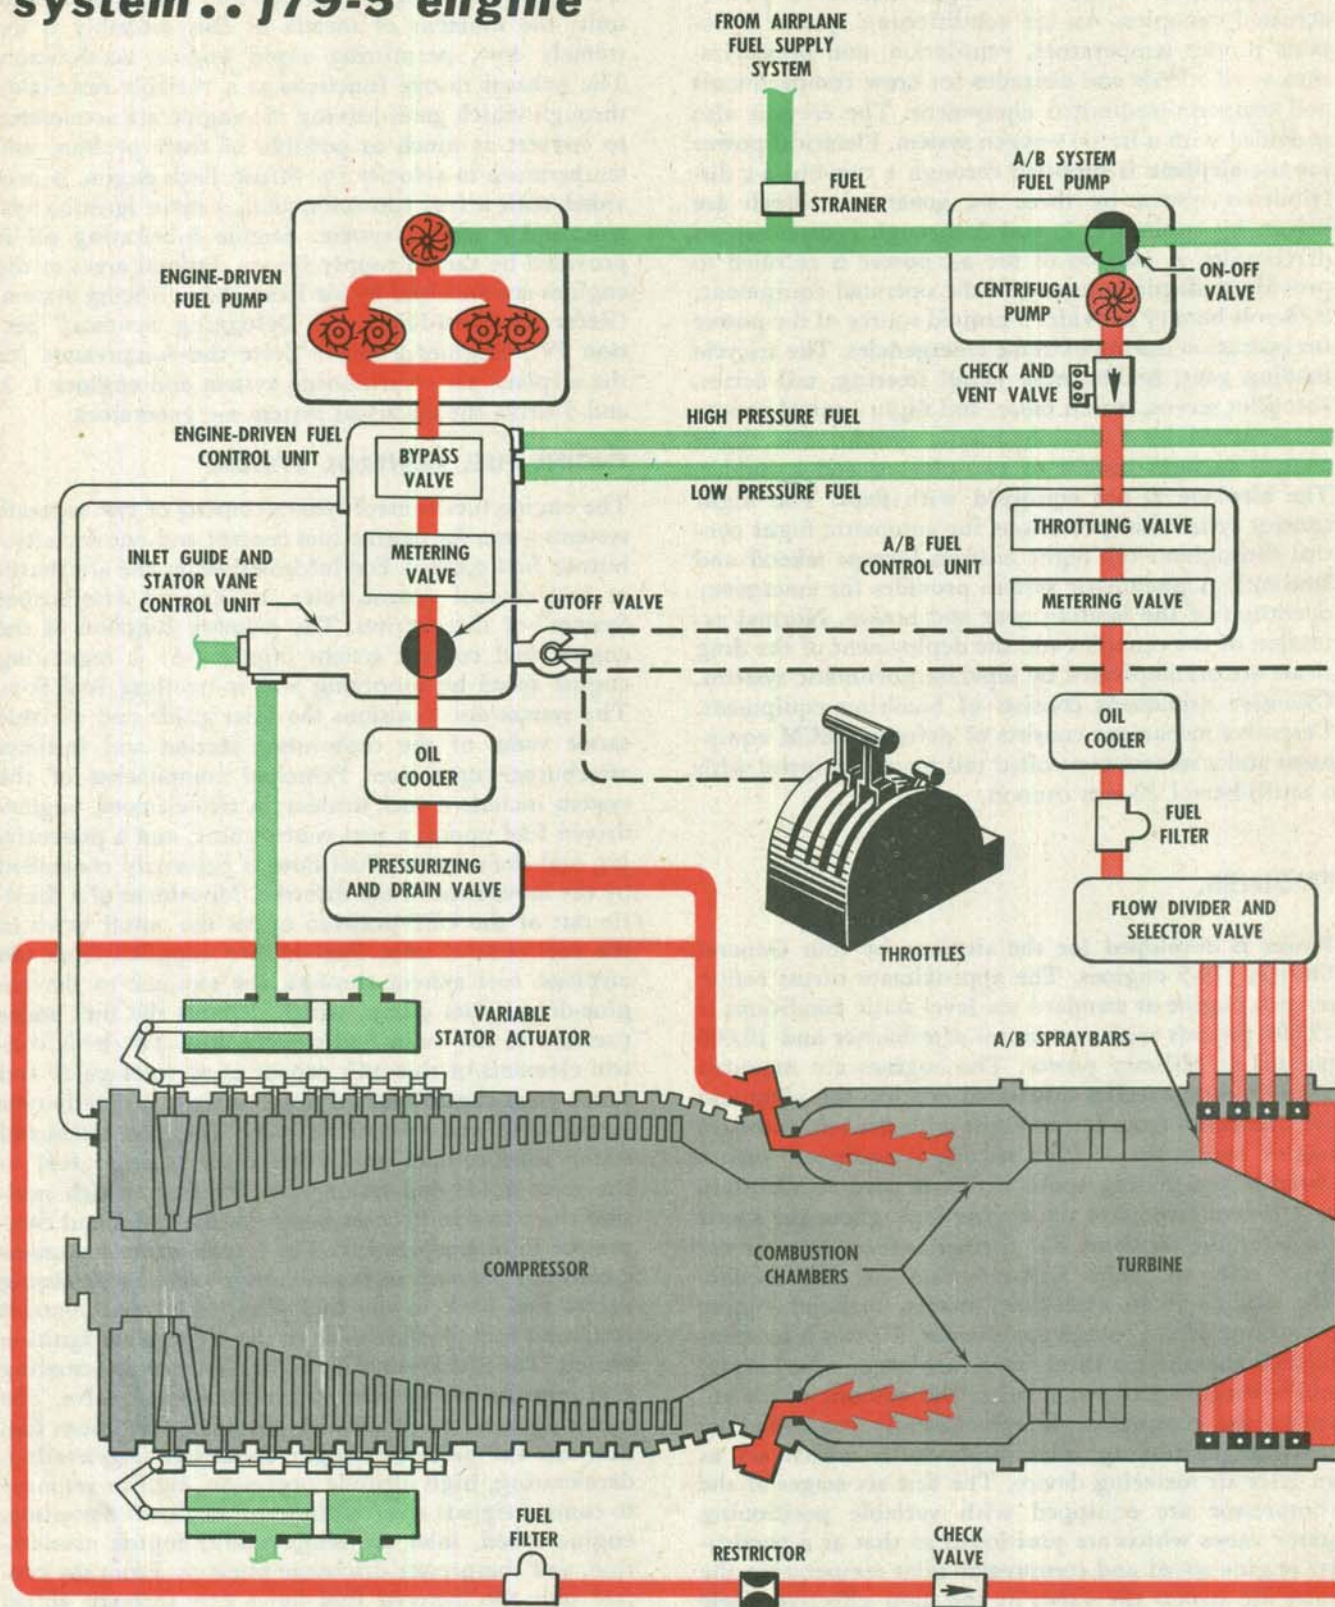 system.. J79-5 engine
FROM AIRPLANE
FUEL SUPPLY
SYSTEM
FUEL
STRAINER
A/B SYSTEM
FUEL PUMP
ENGINE-DRIVEN
FUEL PUMP
ON-OFF
VALVE
CENTRIFUGAL
PUMP
CHECK AND
VENT VALVE
HIGH PRESSURE FUEL
ENGINE-DRIVEN FUEL
CONTROL UNIT
BYPASS
VALVE
LOW PRESSURE FUEL
THROTTLING VALVE
A/B FUEL
CONTROL UNIT
METERING VALVE
INLET GUIDE AND
STATOR VANE
CONTROL UNIT
METERING
VALVE
CUTOFF VALVE
OIL
COOLER
OIL
COOLER
FUEL
FILTER
PRESSURIZING
AND DRAIN VALVE
FLOW DIVIDER AND
SELECTOR VALVE
THROTTLES
VARIABLE
STATOR ACTUATOR
A/B SPRAYBARS
COMPRESSOR
COMBUSTION
CHAMBERS
TURBINE
FUEL
FILTER
RESTRICTOR
CHECK
VALVE